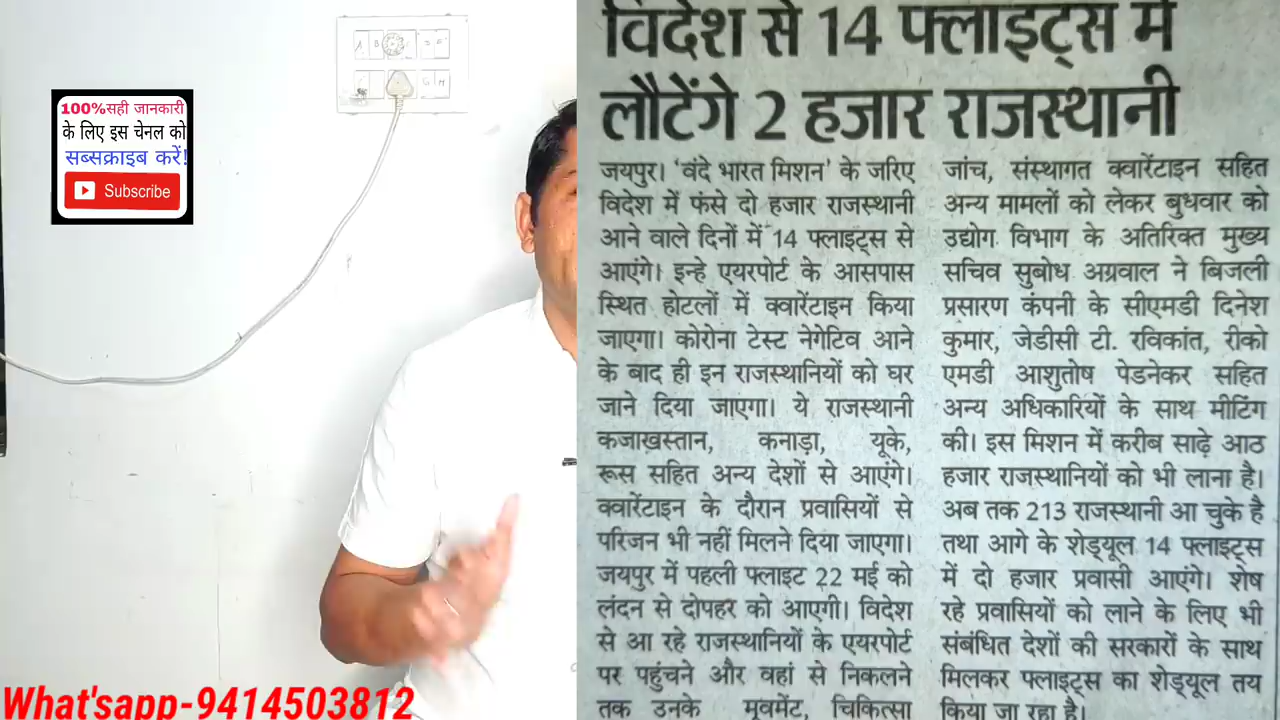 100%सही जानकारी
के लिए इस चेनल को
सब्सक्राइब करें!
Subscribe
What'sapp-9414503812
विदेश से 14 फ्लाइट्स में
लौटेंगे 2 हजार राजस्थानी
जयपुर। ‘वंदे भारत मिशन’ के जरिए
विदेश में फंसे दो हजार राजस्थानी
आने वाले दिनों में 14 फ्लाइट्स से
आएंगे। इन्हे एयरपोर्ट के आसपास
स्थित होटलों में क्वारेंटाइन किया
जाएगा। कोरोना टेस्ट नेगेटिव आने
के बाद ही इन राजस्थानियों को घर
जाने दिया जाएगा। ये राजस्थानी
कजाख़स्तान, कनाड़ा, यूके,
रूस सहित अन्य देशों से आएंगे।
क्वारेंटाइन के दौरान प्रवासियों से
परिजन भी नहीं मिलने दिया जाएगा।
जयपुर में पहली फ्लाइट 22 मई को
लंदन से दोपहर को आएगी। विदेश
से आ रहे राजस्थानियों के एयरपोर्ट
पर पहुंचने और वहां से निकलने
तक उनके मूवमेंट, चिकित्सा
जांच, संस्थागत क्वारेंटाइन सहित
अन्य मामलों को लेकर बुधवार को
उद्योग विभाग के अतिरिक्त मुख्य
सचिव सुबोध अग्रवाल ने बिजली
प्रसारण कंपनी के सीएमडी दिनेश
कुमार, जेडीसी टी. रविकांत, रीको
एमडी आशुतोष पेडनेकर सहित
अन्य अधिकारियों के साथ मीटिंग
की। इस मिशन में करीब साढ़े आठ
हजार राजस्थानियों को भी लाना है।
अब तक 213 राजस्थानी आ चुके है
तथा आगे के शेड्यूल 14 फ्लाइट्स
में दो हजार प्रवासी आएंगे। शेष
रहे प्रवासियों को लाने के लिए भी
संबंधित देशों की सरकारों के साथ
मिलकर फ्लाइट्स का शेड्यूल तय
किया जा रहा है।